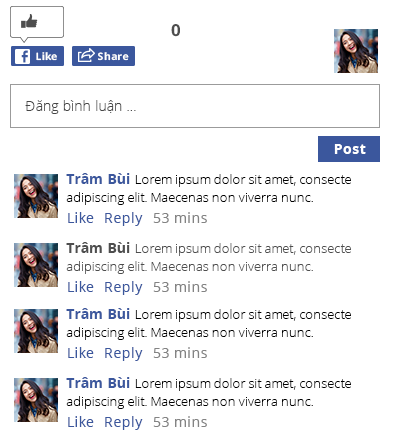 0
Like Share
Đăng bình luận ...
Post
Trâm Bùi Lorem ipsum dolor sit amet, consecte
adipiscing elit. Maecenas non viverra nunc.
Like Reply 53 mins
Trâm Bùi Lorem ipsum dolor sit amet, consecte
adipiscing elit. Maecenas non viverra nunc.
Like Reply 53 mins
Trâm Bùi Lorem ipsum dolor sit amet, consecte
adipiscing elit. Maecenas non viverra nunc.
Like Reply 53 mins
Trâm Bùi Lorem ipsum dolor sit amet, consecte
adipiscing elit. Maecenas non viverra nunc.
Like Reply 53 mins